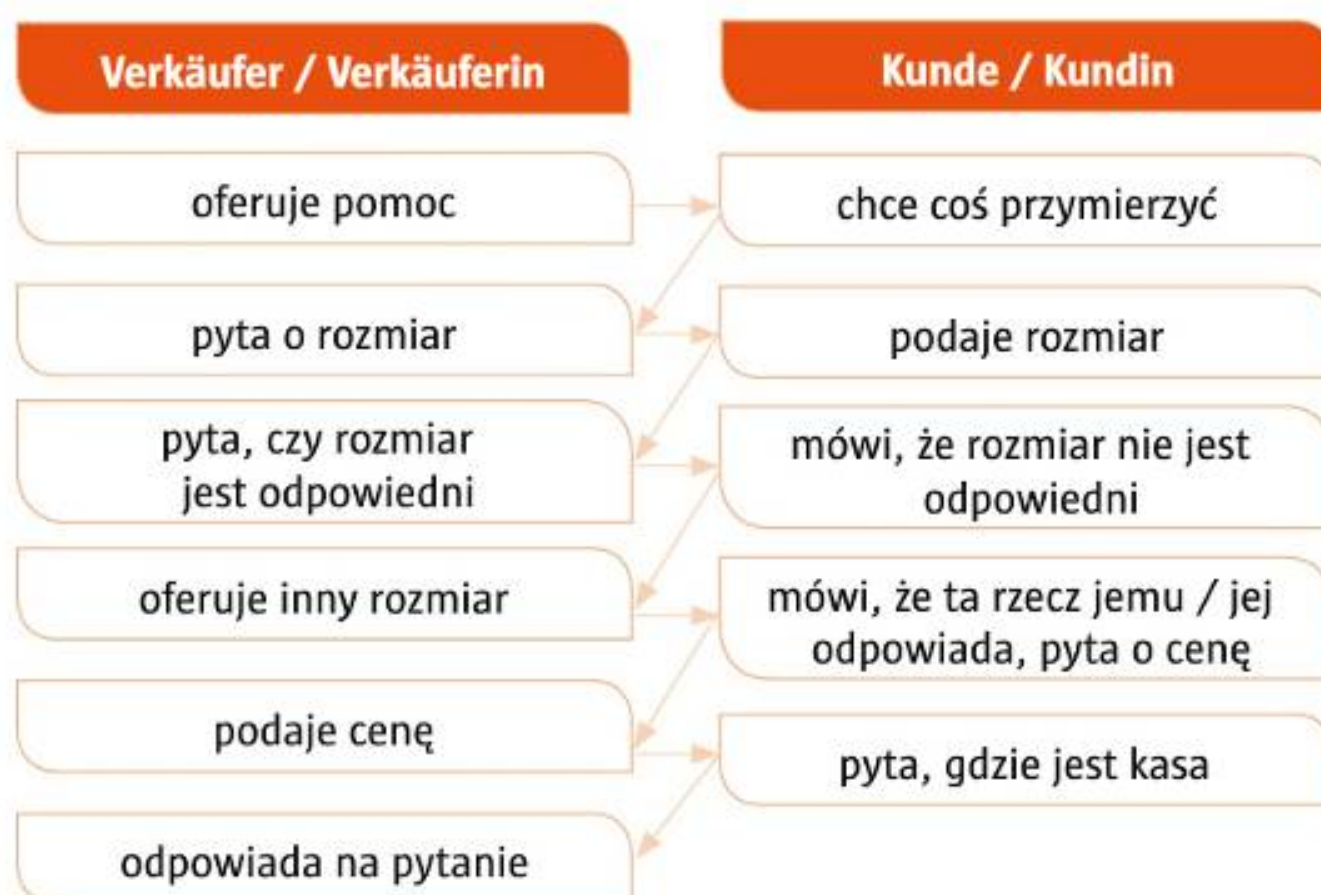 Verkäufer / Verkäuferin
Kunde / Kundin
oferuje pomoc
chce coś przymierzyć
pyta o rozmiar
podaje rozmiar
pyta, czy rozmiar
jest odpowiedni
mówi, że rozmiar nie jest
odpowiedni
oferuje inny rozmiar
mówi, że ta rzecz jemu / jej
odpowiada, pyta o cenę
podaje cenę
pyta, gdzie jest kasa
odpowiada na pytanie